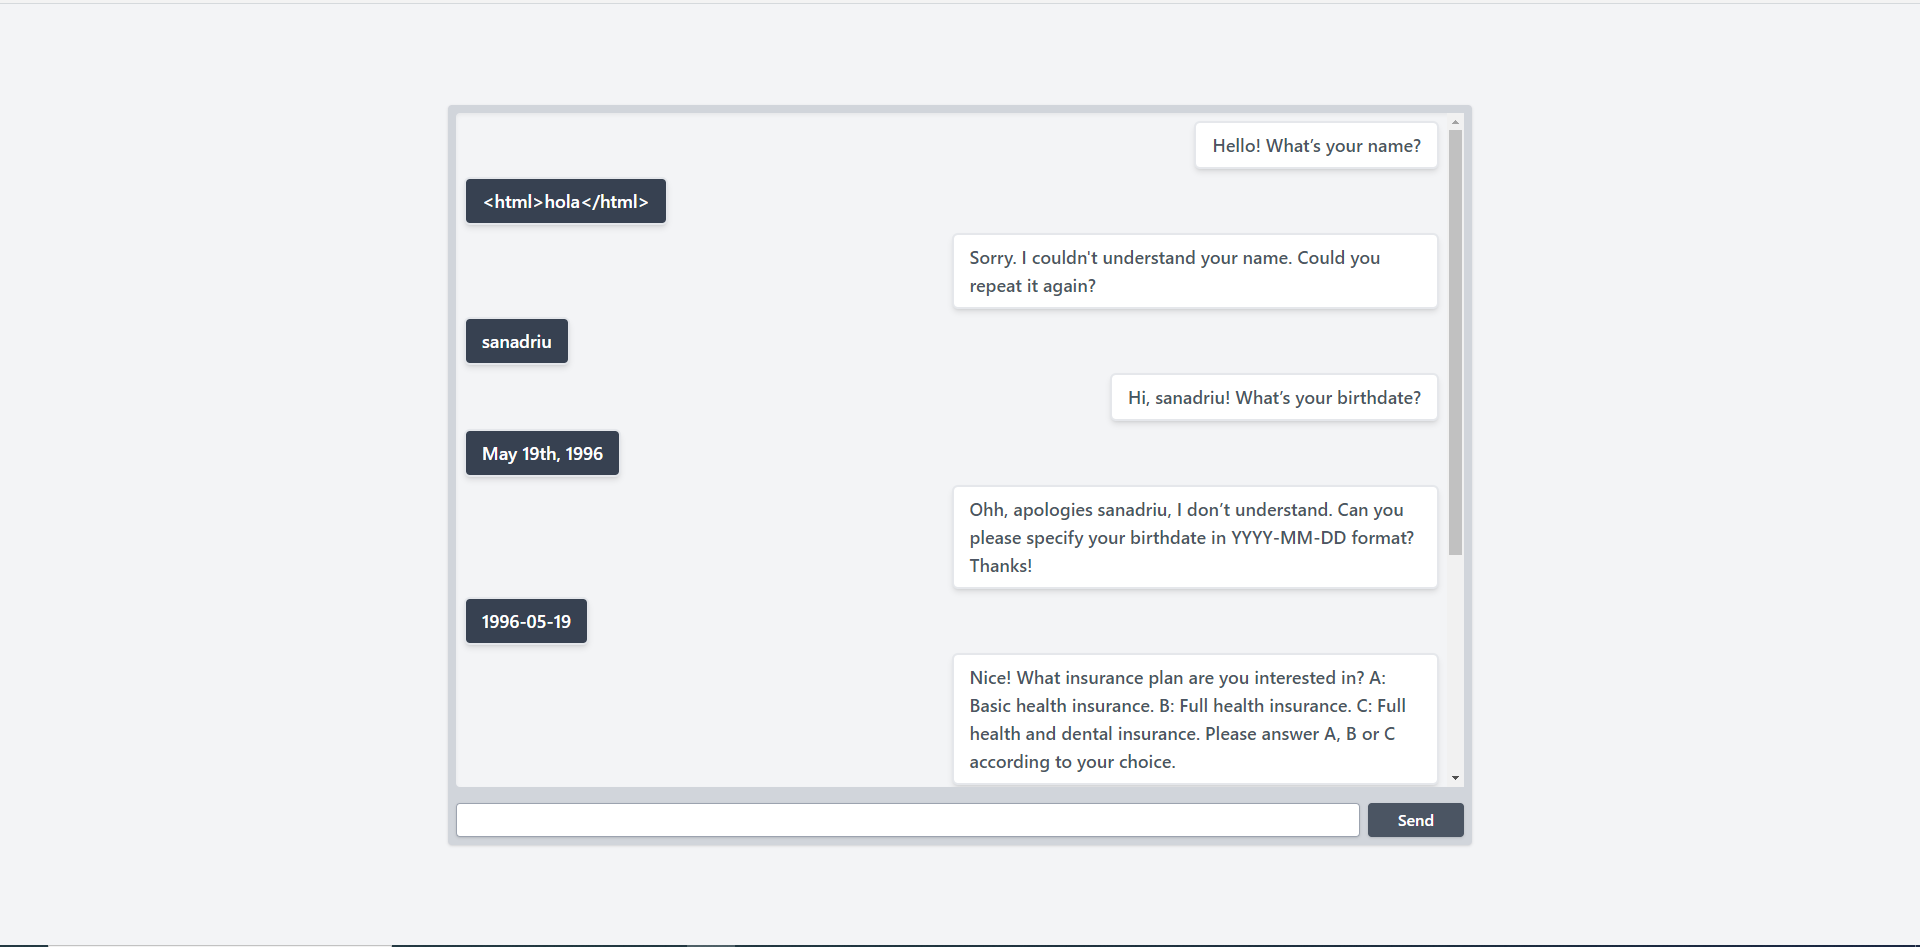 Hello! What’s your name?
<html>hola</html>
Sorry. I couldn't understand your name. Could you
repeat it again?
sanadriu
Hi, sanadriu! What’s your birthdate?
May 19th, 1996
Ohh, apologies sanadriu, I don’t understand. Can you
please specify your birthdate in YYYY-MM-DD format?
Thanks!
1996-05-19
Nice! What insurance plan are you interested in? A:
Basic health insurance. B: Full health insurance. C: Full
health and dental insurance. Please answer A, B or C
according to your choice.
Send